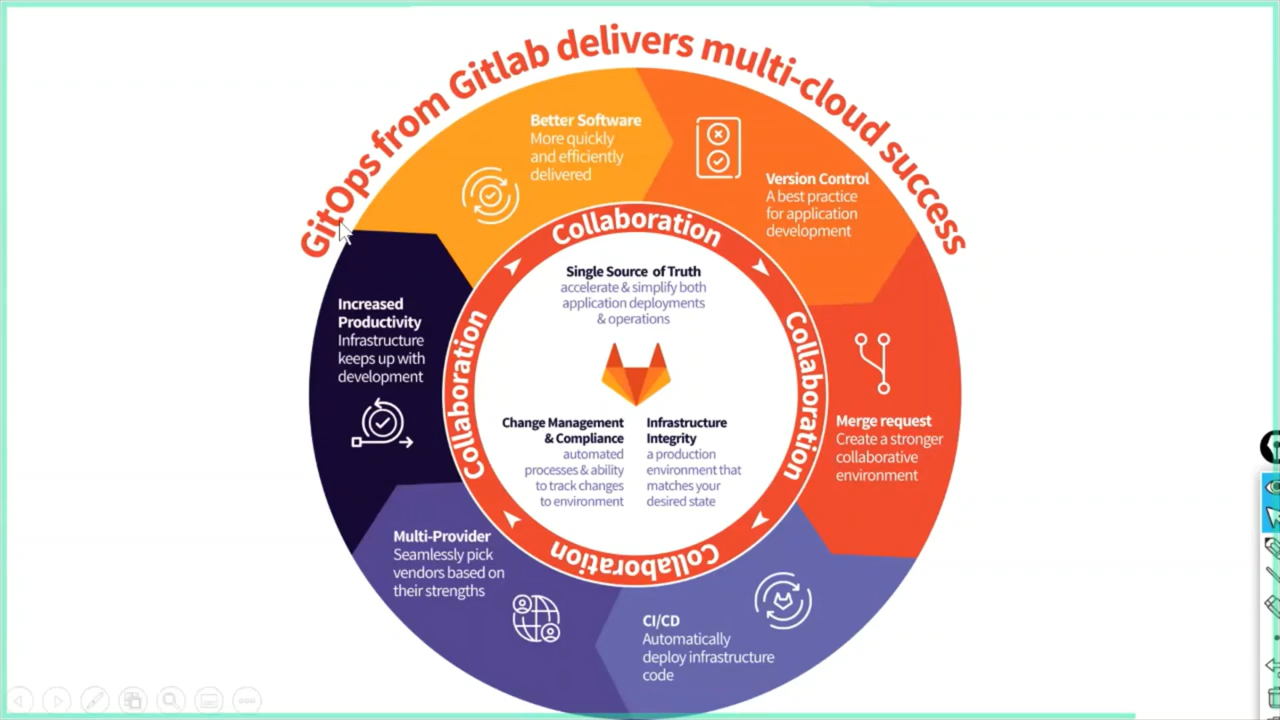 GitOps from Gitlab delivers multi-cloud success
Better Software
More quickly
and efficiently
delivered
Version Control
A best practice
for application
development
Merge request
Create a stronger
collaborative
environment
CI/CD
Automatically
deploy infrastructure
code
Multi-Provider
Seamlessly pick
vendors based on
their strengths
Increased
Productivity
Infrastructure
keeps up with
development
Collaboration
Collaboration
Collaboration
Collaboration
Single Source of Truth
accelerate & simplify both
application deployments
& operations
Change Management
& Compliance
automated
processes & ability
to track changes
to environment
Infrastructure
Integrity
a production
environment that
matches your
desired state